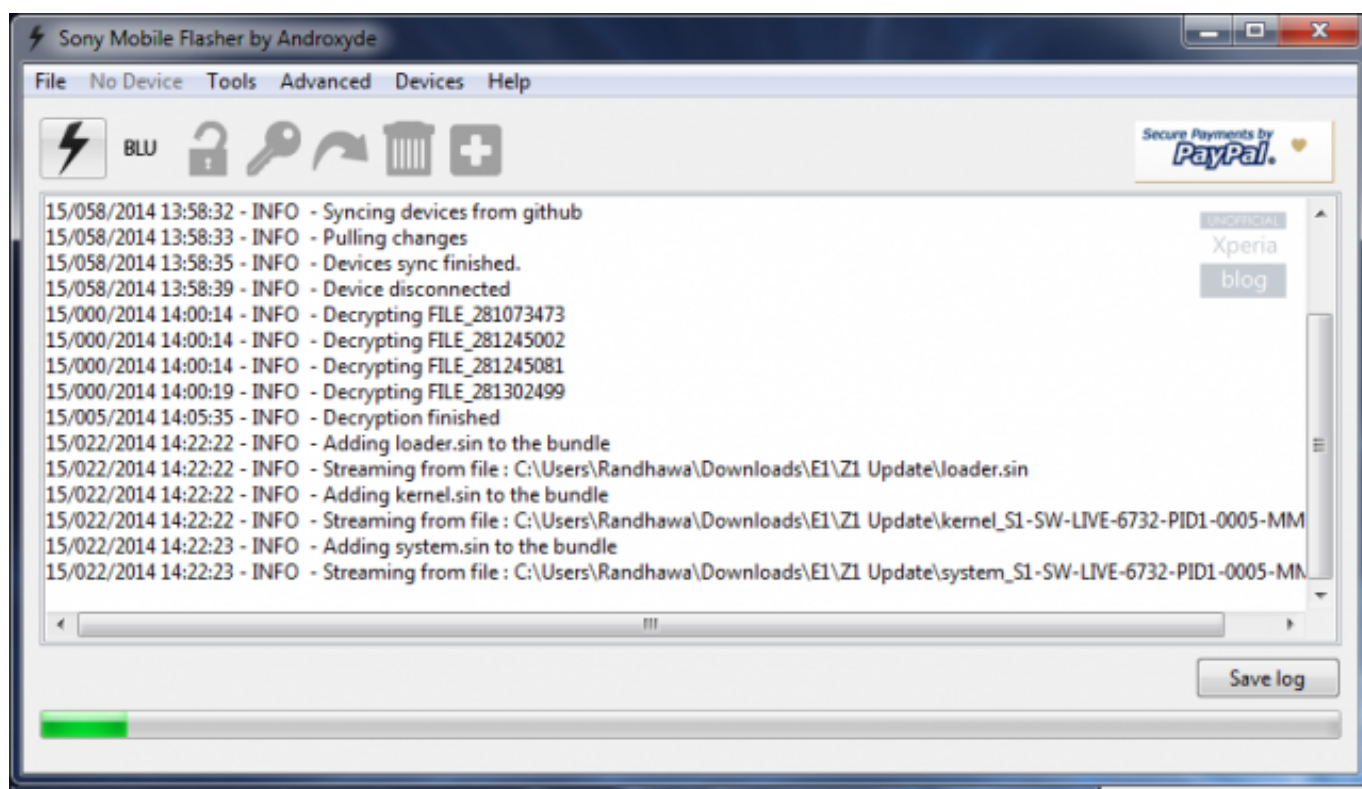 Sony Mobile Flasher by Androxyde
File No Device Tools Advanced Devices Help
BLU
Secure Payments by
PayPal.
15/058/2014 13:58:32 - INFO - Syncing devices from github
15/058/2014 13:58:33 - INFO - Pulling changes
15/058/2014 13:58:35 - INFO - Devices sync finished.
15/058/2014 13:58:39 - INFO - Device disconnected
15/000/2014 14:00:14 - INFO - Decrypting FILE_281073473
15/000/2014 14:00:14 - INFO - Decrypting FILE_281245002
15/000/2014 14:00:14 - INFO - Decrypting FILE_281245081
15/000/2014 14:00:19 - INFO - Decrypting FILE_281302499
15/005/2014 14:05:35 - INFO - Decryption finished
15/022/2014 14:22:22 - INFO - Adding loader.sin to the bundle
15/022/2014 14:22:22 - INFO - Streaming from file : C:\Users\Randhawa\Downloads\E1\Z1 Update\loader.sin
15/022/2014 14:22:22 - INFO - Adding kernel.sin to the bundle
15/022/2014 14:22:22 - INFO - Streaming from file : C:\Users\Randhawa\Downloads\E1\Z1 Update\kernel_S1-SW-LIVE-6732-PID1-0005-MM
15/022/2014 14:22:23 - INFO - Adding system.sin to the bundle
15/022/2014 14:22:23 - INFO - Streaming from file : C:\Users\Randhawa\Downloads\E1\Z1 Update\system_S1-SW-LIVE-6732-PID1-0005-MM
UNOFFICIAL
Xperia
blog
Save log